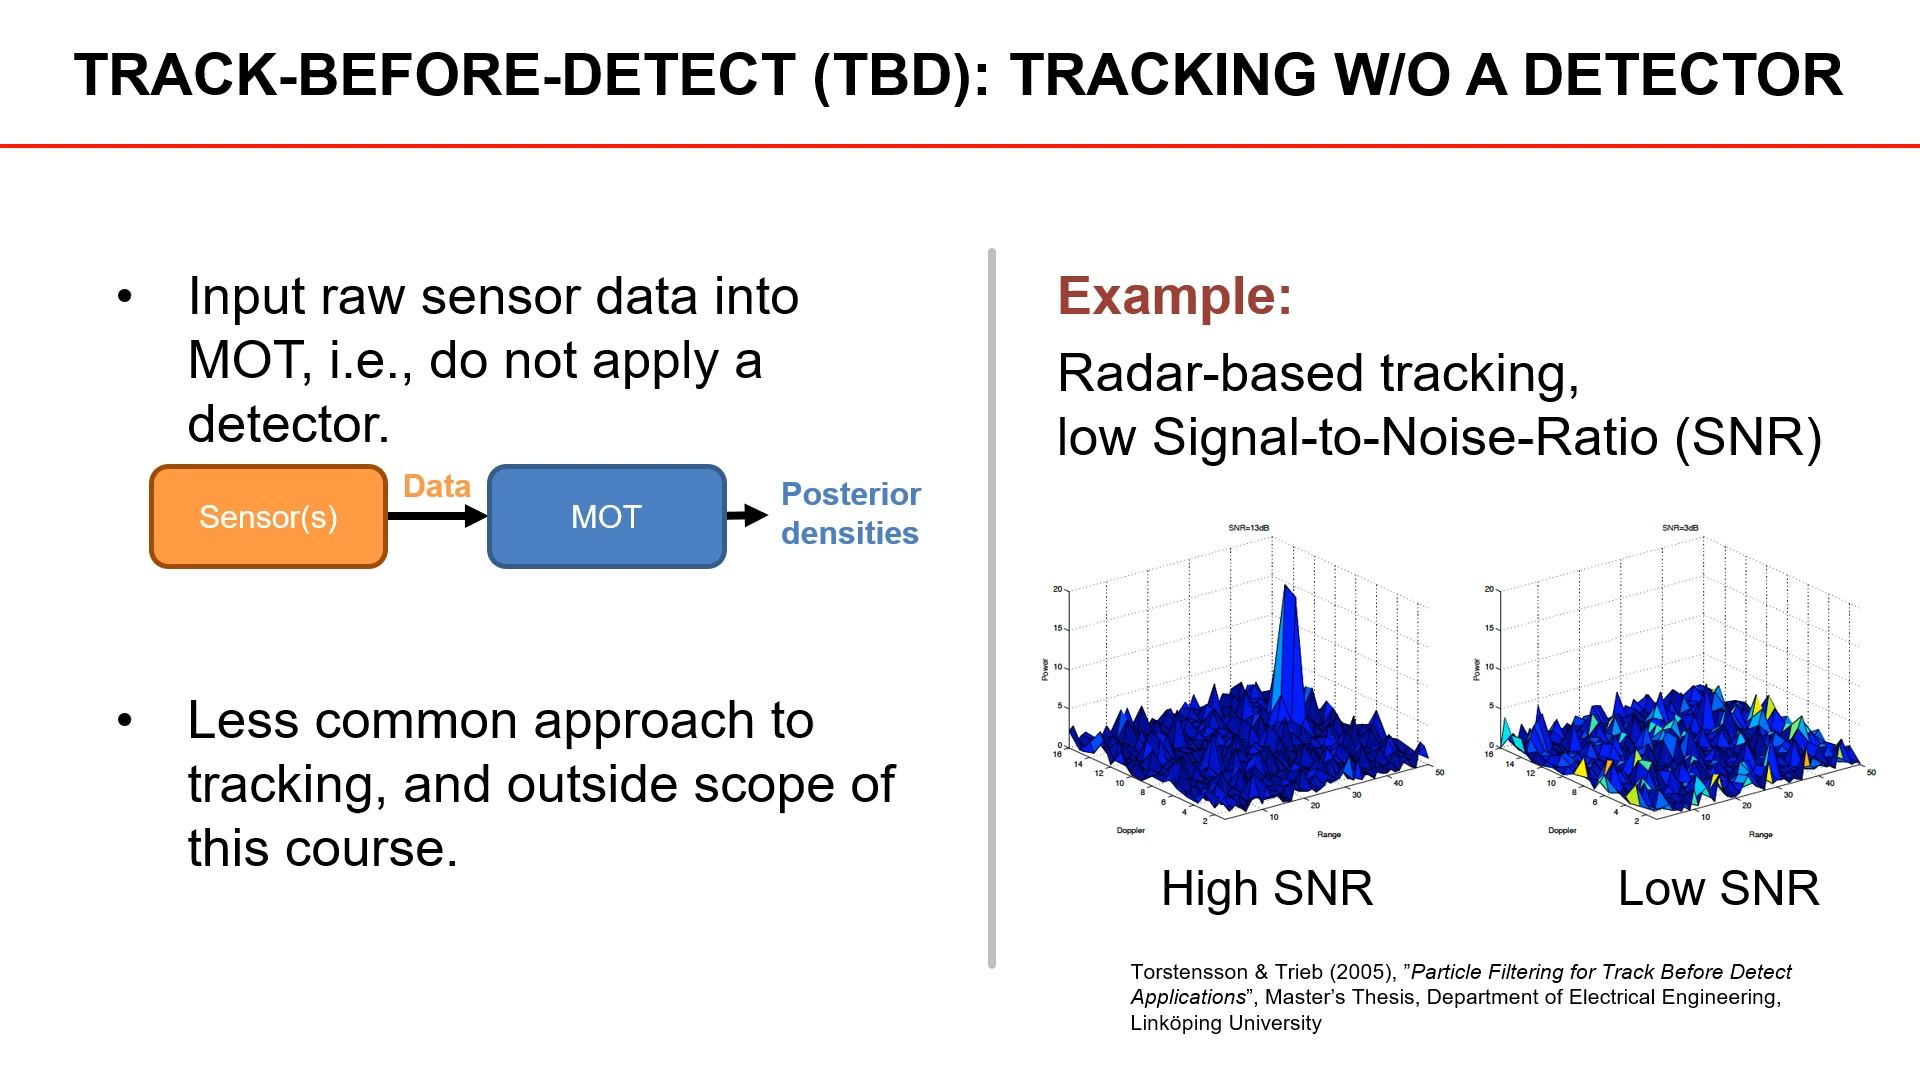 TRACK-BEFORE-DETECT (TBD): TRACKING W/O A DETECTOR
• Input raw sensor data into
MOT, i.e., do not apply a
detector.
Sensor(s)
Data
MOT
Posterior
densities
• Less common approach to
tracking, and outside scope of
this course.
Example:
Radar-based tracking,
low Signal-to-Noise-Ratio (SNR)
SNR=13dB
20
15
10
5
0
Power
16
14
12
10
8
6
4
2
Doppler
10
20
30
40
50
Range
High SNR
SNR=3dB
20
15
10
5
0
Power
16
14
12
10
8
6
4
2
Doppler
10
20
30
40
50
Range
Low SNR
Torstensson & Trieb (2005), ”Particle Filtering for Track Before Detect
Applications”, Master’s Thesis, Department of Electrical Engineering,
Linköping University